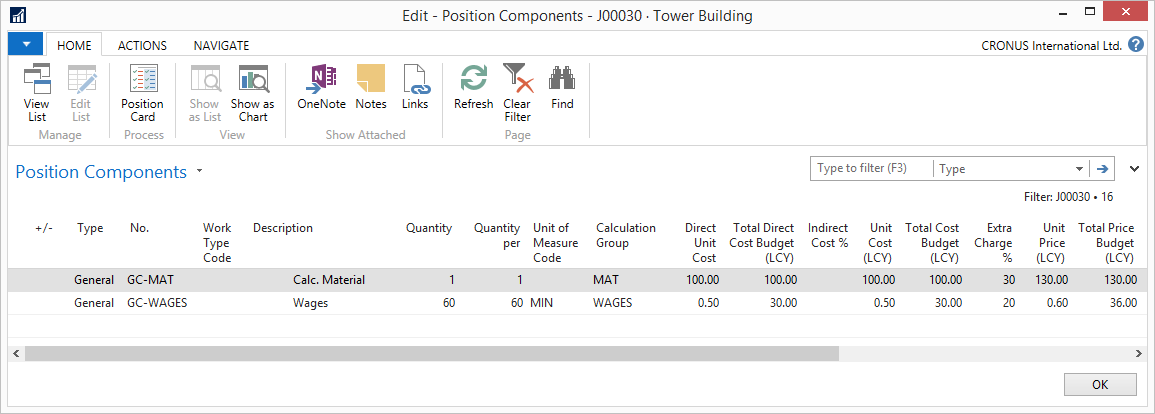 Edit - Position Components - J00030 · Tower Building
HOME ACTIONS NAVIGATE CRONUS International Ltd. ?
View List
Edit List
Position Card
Show as List
Show as Chart
OneNote
Notes
Links
Refresh
Clear Filter
Find
Manage Process View Show Attached Page
Position Components
Type to filter (F3) Type
Filter: J00030 • 16
+/- Type No. Work Type Code Description Quantity Quantity per Unit of Measure Code Calculation Group Direct Unit Cost Total Direct Cost Budget (LCY) Indirect Cost % Unit Cost (LCY) Total Cost Budget (LCY) Extra Charge % Unit Price (LCY) Total Price Budget (LCY)
General GC-MAT Calc. Material 1 1 MAT 100.00 100.00 100.00 100.00 30 130.00 130.00
General GC-WAGES Wages 60 60 MIN WAGES 0.50 30.00 0.50 30.00 20 0.60 36.00
OK